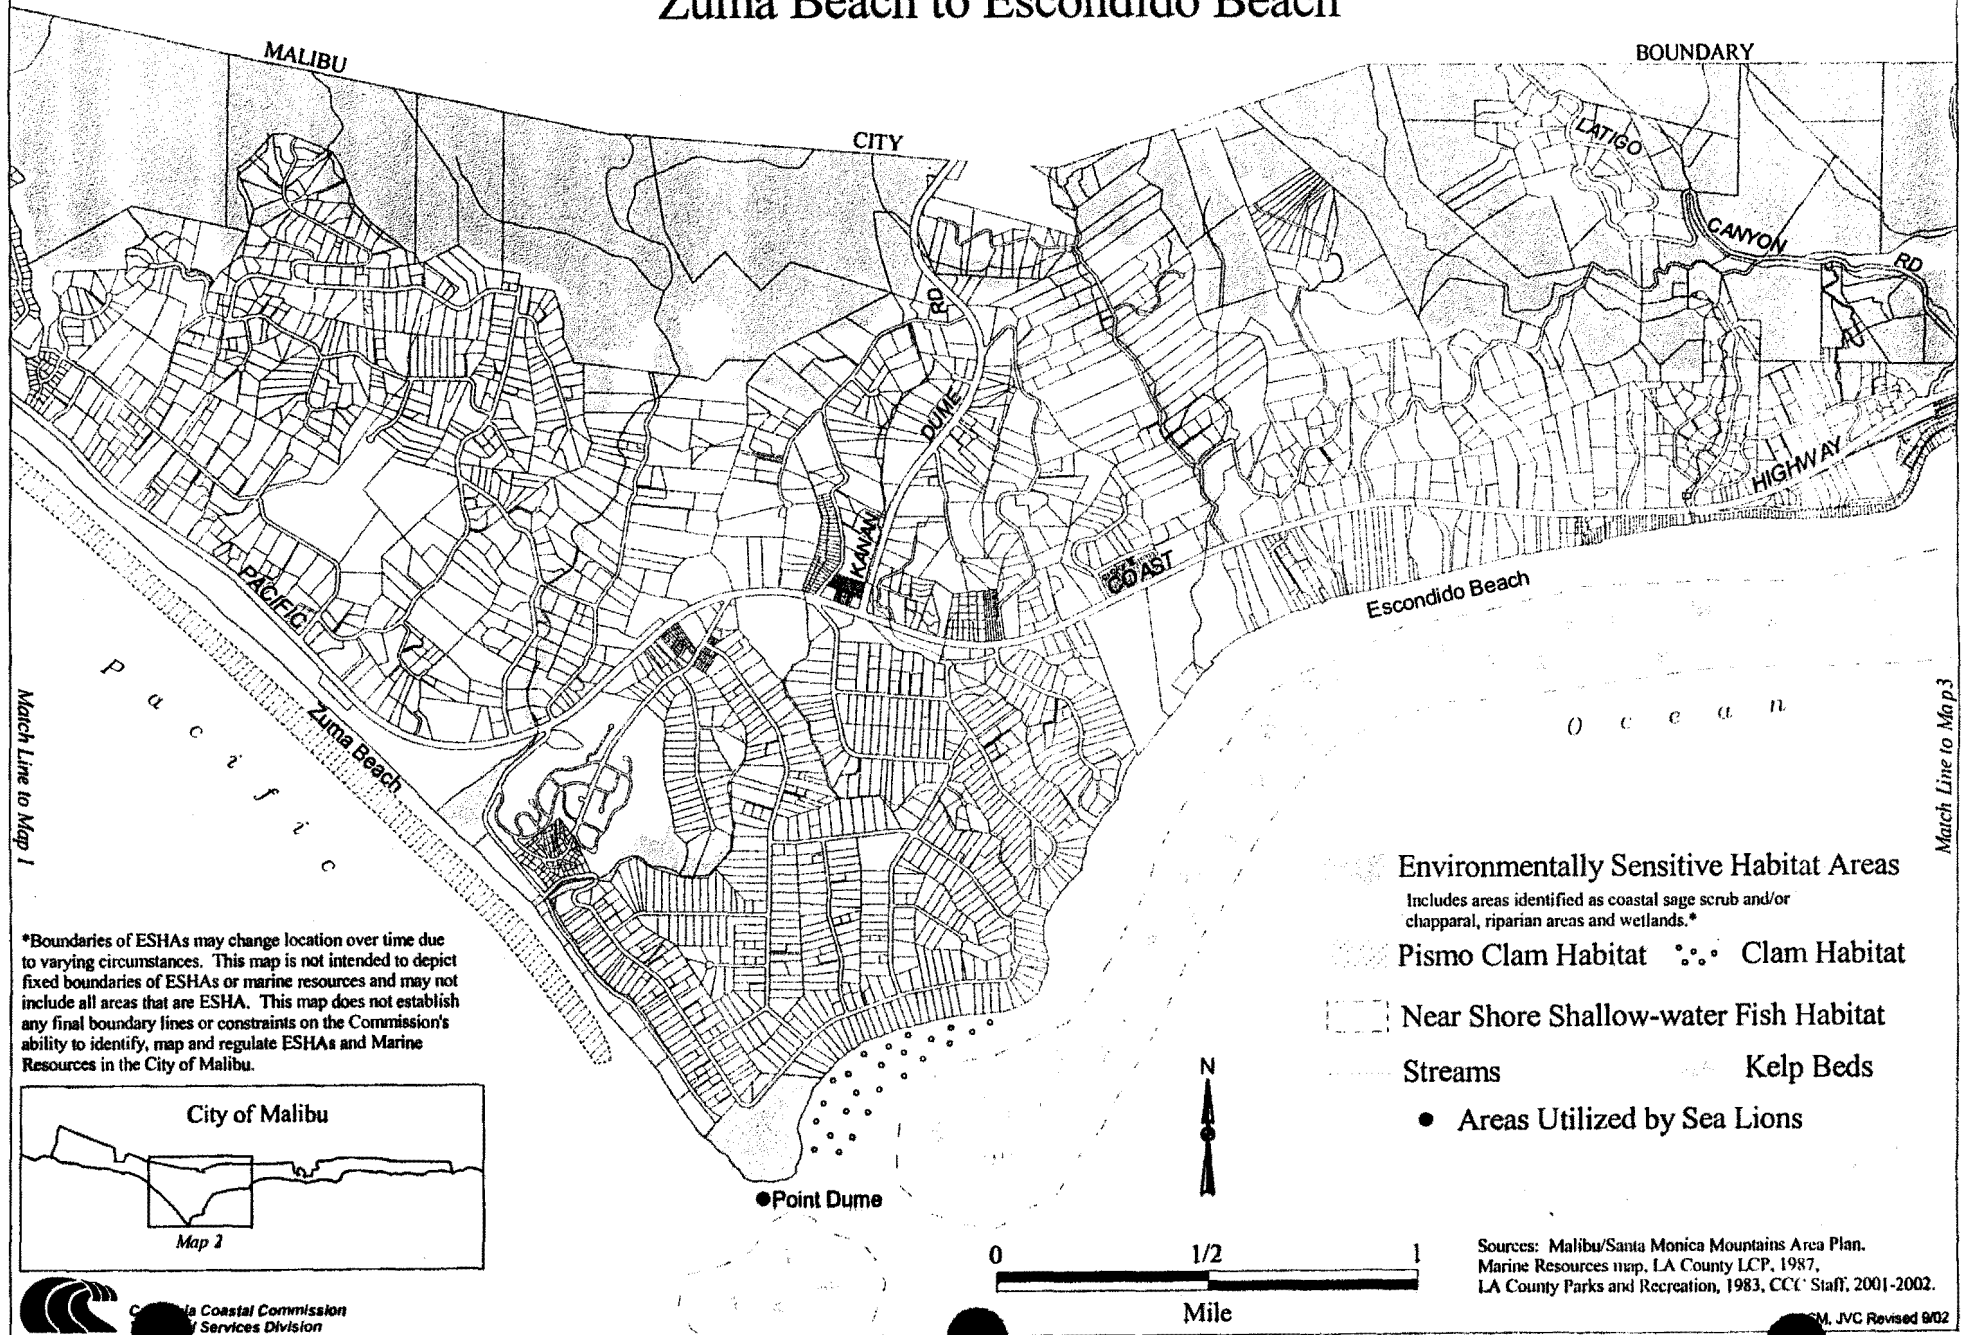 Zuma Beach to Escondido Beach
MALIBU
BOUNDARY
CITY
LATIGO
CANYON
RD
RD
DUME
KANAN
HIGHWAY
COAST
PACIFIC
Escondido Beach
Zuma Beach
Pacific
Ocean
Match Line to Map 1
Match Line to Map 3
Environmentally Sensitive Habitat Areas
Includes areas identified as coastal sage scrub and/or
chapparal, riparian areas and wetlands.*
Pismo Clam Habitat
Clam Habitat
Near Shore Shallow-water Fish Habitat
Streams
Kelp Beds
Areas Utilized by Sea Lions
*Boundaries of ESHAs may change location over time due
to varying circumstances. This map is not intended to depict
fixed boundaries of ESHAs or marine resources and may not
include all areas that are ESHA. This map does not establish
any final boundary lines or constraints on the Commission's
ability to identify, map and regulate ESHAs and Marine
Resources in the City of Malibu.
City of Malibu
Map 2
Point Dume
N
0 1/2 1
Mile
Sources: Malibu/Santa Monica Mountains Area Plan.
Marine Resources map, LA County LCP, 1987,
LA County Parks and Recreation, 1983, CCC Staff, 2001-2002.
Coastal Commission
Services Division
JVC Revised 9/02